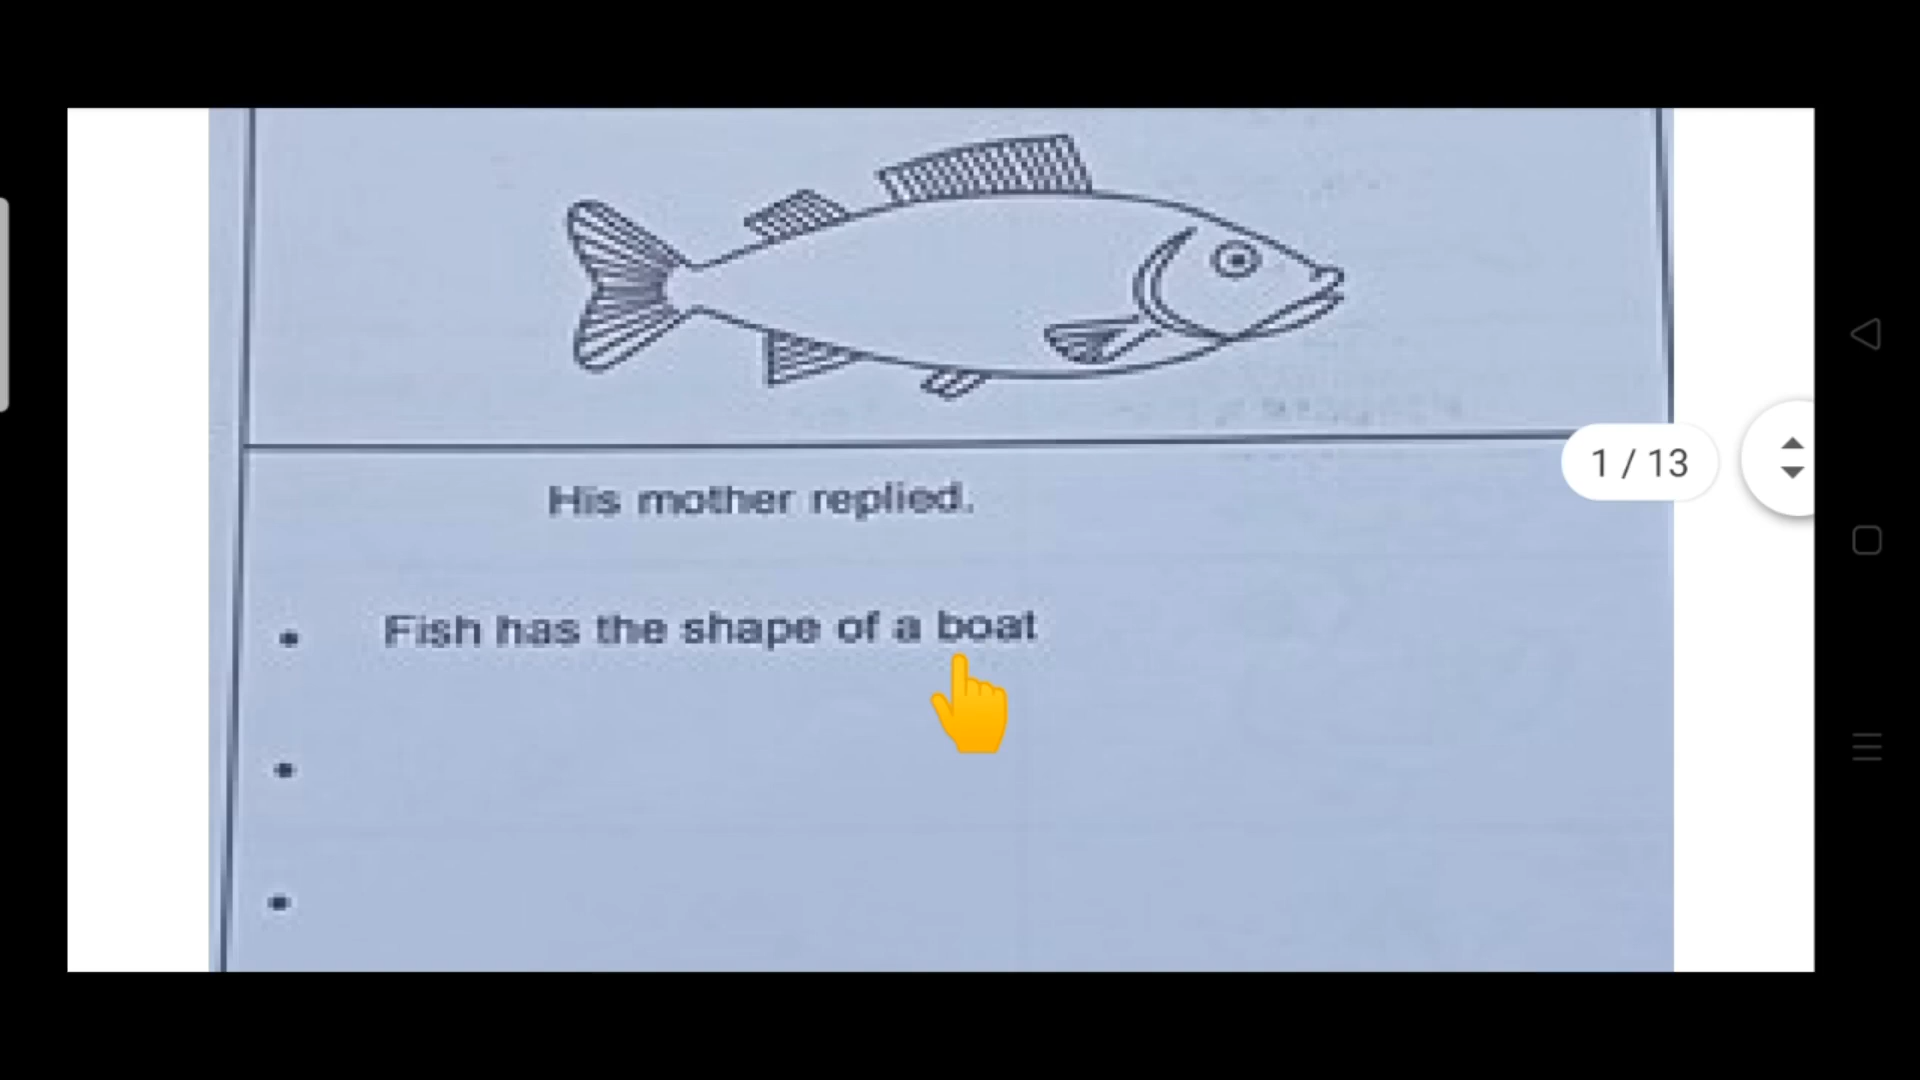 1 / 13
His mother replied.
• Fish has the shape of a boat
•
•